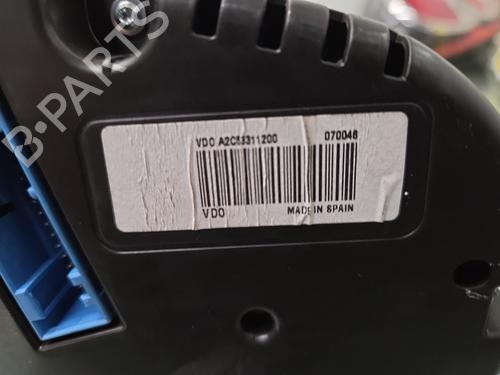 VDO A2C53311200 070046
VDO MADE IN SPAIN
B-PARTS